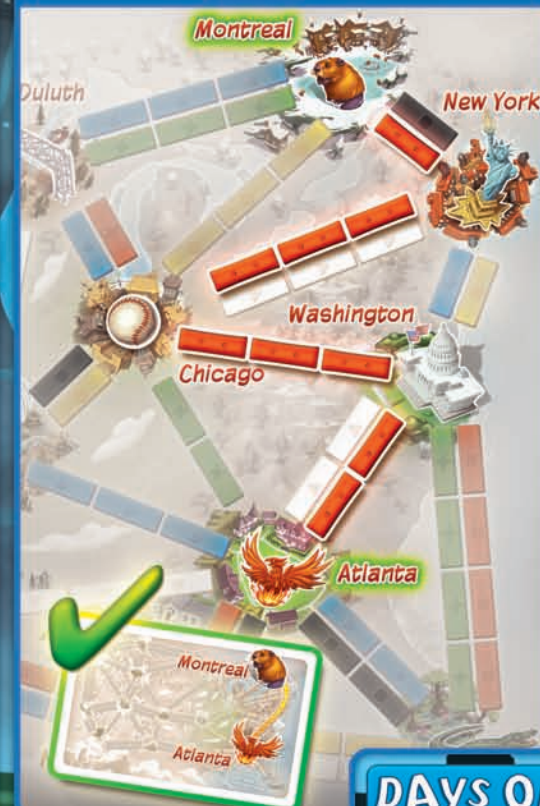 Montreal
Duluth
New York
Washington
Chicago
Atlanta
Montreal
Atlanta
DAYS O